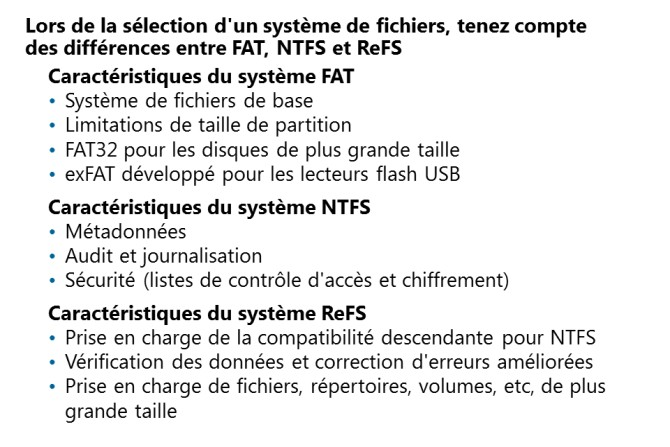 Lors de la sélection d'un système de fichiers, tenez compte
des différences entre FAT, NTFS et ReFS
Caractéristiques du système FAT
• Système de fichiers de base
• Limitations de taille de partition
• FAT32 pour les disques de plus grande taille
• exFAT développé pour les lecteurs flash USB
Caractéristiques du système NTFS
• Métadonnées
• Audit et journalisation
• Sécurité (listes de contrôle d'accès et chiffrement)
Caractéristiques du système ReFS
• Prise en charge de la compatibilité descendante pour NTFS
• Vérification des données et correction d'erreurs améliorées
• Prise en charge de fichiers, répertoires, volumes, etc, de plus
grande taille